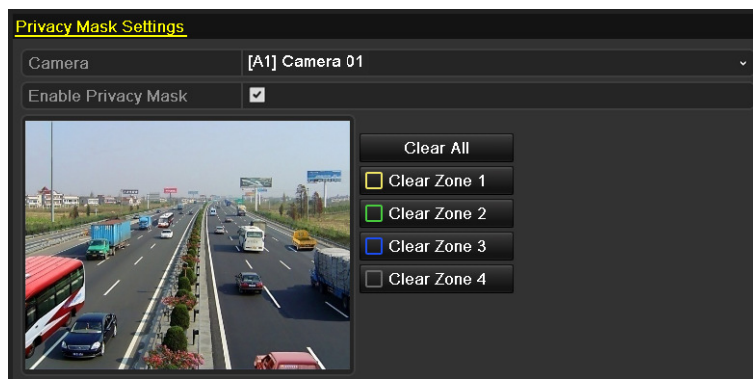 Privacy Mask Settings
Camera [A1] Camera 01
Enable Privacy Mask
Clear All
Clear Zone 1
Clear Zone 2
Clear Zone 3
Clear Zone 4